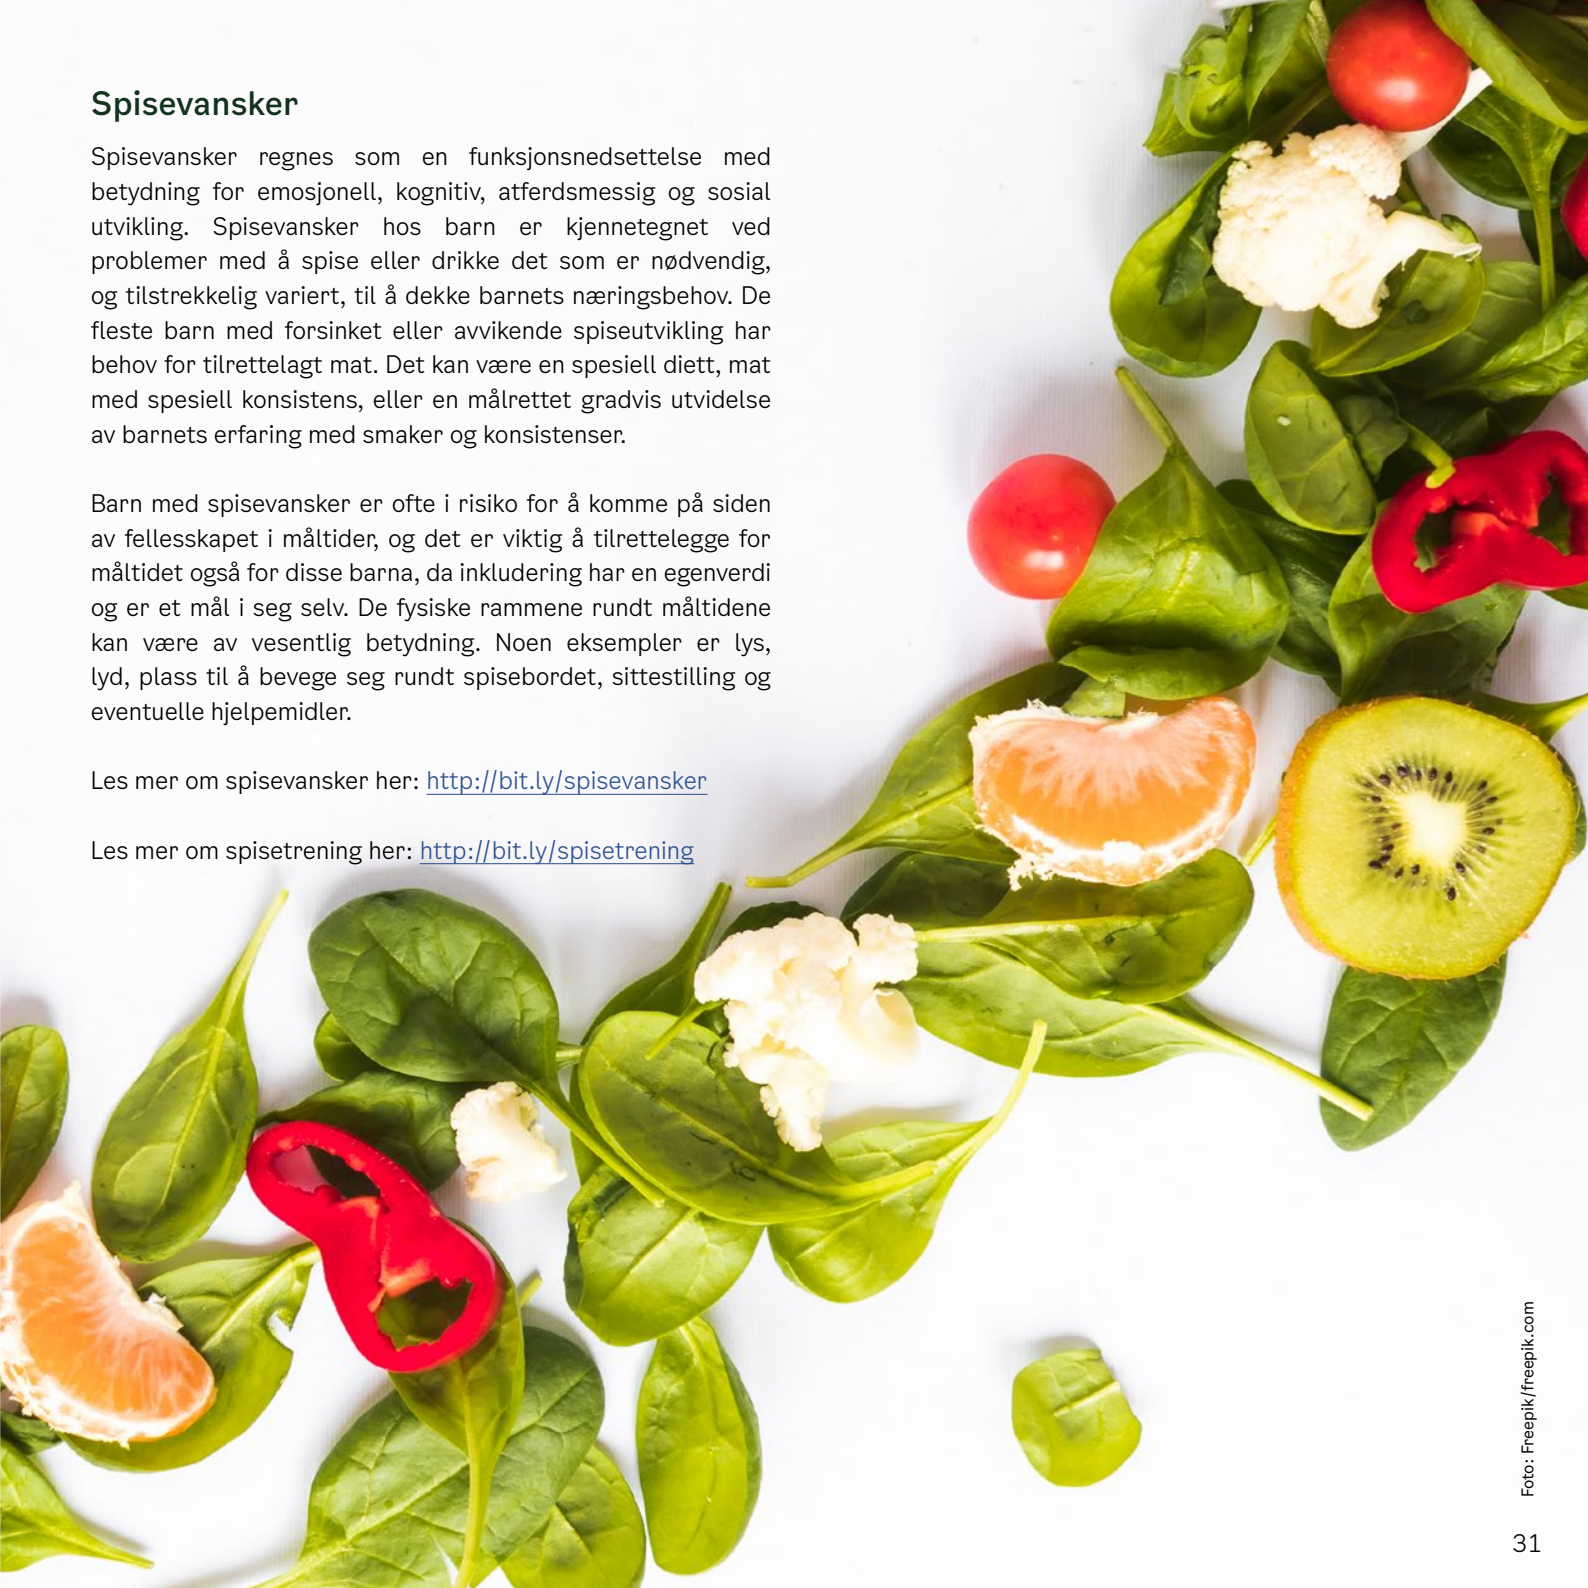 Spisevansker
Spisevansker regnes som en funksjonsnedsettelse med
betydning for emosjonell, kognitiv, atferdsmessig og sosial
utvikling. Spisevansker hos barn er kjennetegnet ved
problemer med å spise eller drikke det som er nødvendig,
og tilstrekkelig variert, til å dekke barnets næringsbehov. De
fleste barn med forsinket eller avvikende spiseutvikling har
behov for tilrettelagt mat. Det kan være en spesiell diett, mat
med spesiell konsistens, eller en målrettet gradvis utvidelse
av barnets erfaring med smaker og konsistenser.
Barn med spisevansker er ofte i risiko for å komme på siden
av fellesskapet i måltider, og det er viktig å tilrettelegge for
måltidet også for disse barna, da inkludering har en egenverdi
og er et mål i seg selv. De fysiske rammene rundt måltidene
kan være av vesentlig betydning. Noen eksempler er lys,
lyd, plass til å bevege seg rundt spisebordet, sittestilling og
eventuelle hjelpemidler.
Les mer om spisevansker her: http://bit.ly/spisevansker
Les mer om spisetrening her: http://bit.ly/spisetrening
Foto: Freepik/freepik.com
31